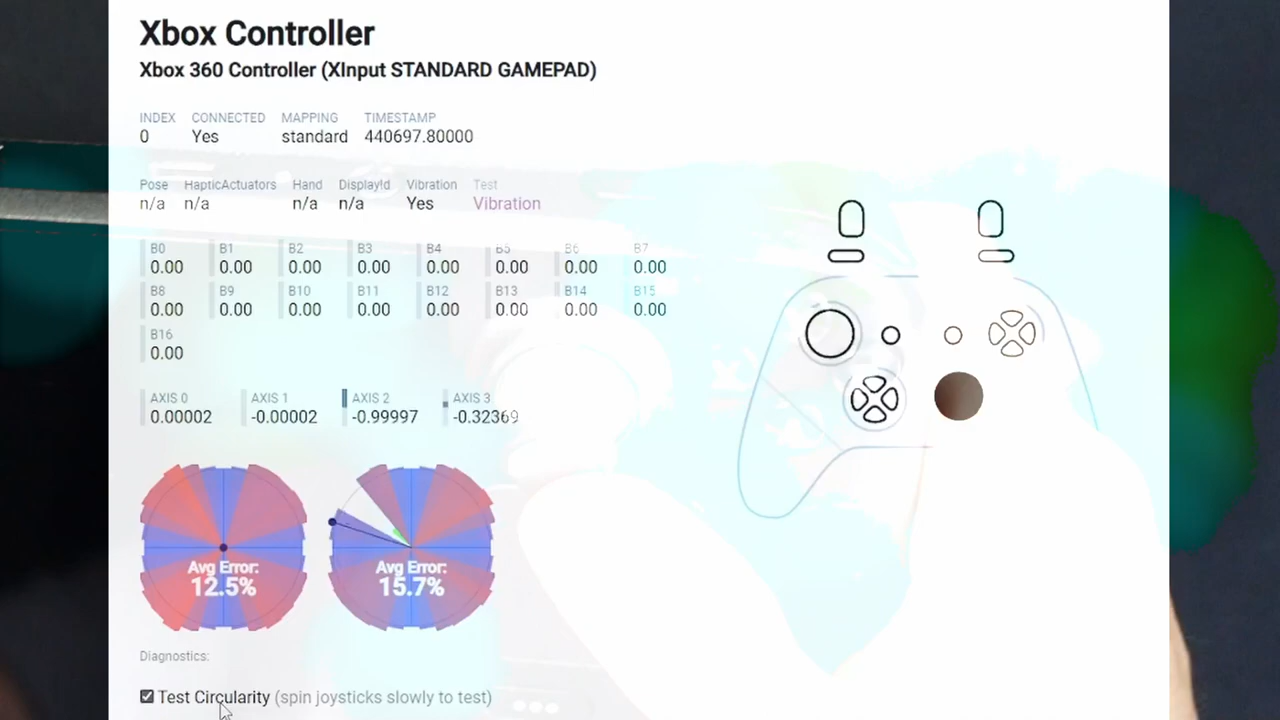 Xbox Controller
Xbox 360 Controller (XInput STANDARD GAMEPAD)
INDEX CONNECTED MAPPING TIMESTAMP
0 Yes standard 440697.80000
Pose HapticActuators Hand DisplayId Vibration Test
n/a n/a n/a n/a Yes Vibration
B0 B1 B2 B3 B4 B5 B6 B7
0.00 0.00 0.00 0.00 0.00 0.00 0.00 0.00
B8 B9 B10 B11 B12 B13 B14 B15
0.00 0.00 0.00 0.00 0.00 0.00 0.00 0.00
B16
0.00
AXIS 0 AXIS 1 AXIS 2 AXIS 3
0.00002 -0.00002 -0.99997 -0.32369
Avg Error: Avg Error:
12.5% 15.7%
Diagnostics:
Test Circularity (spin joysticks slowly to test)